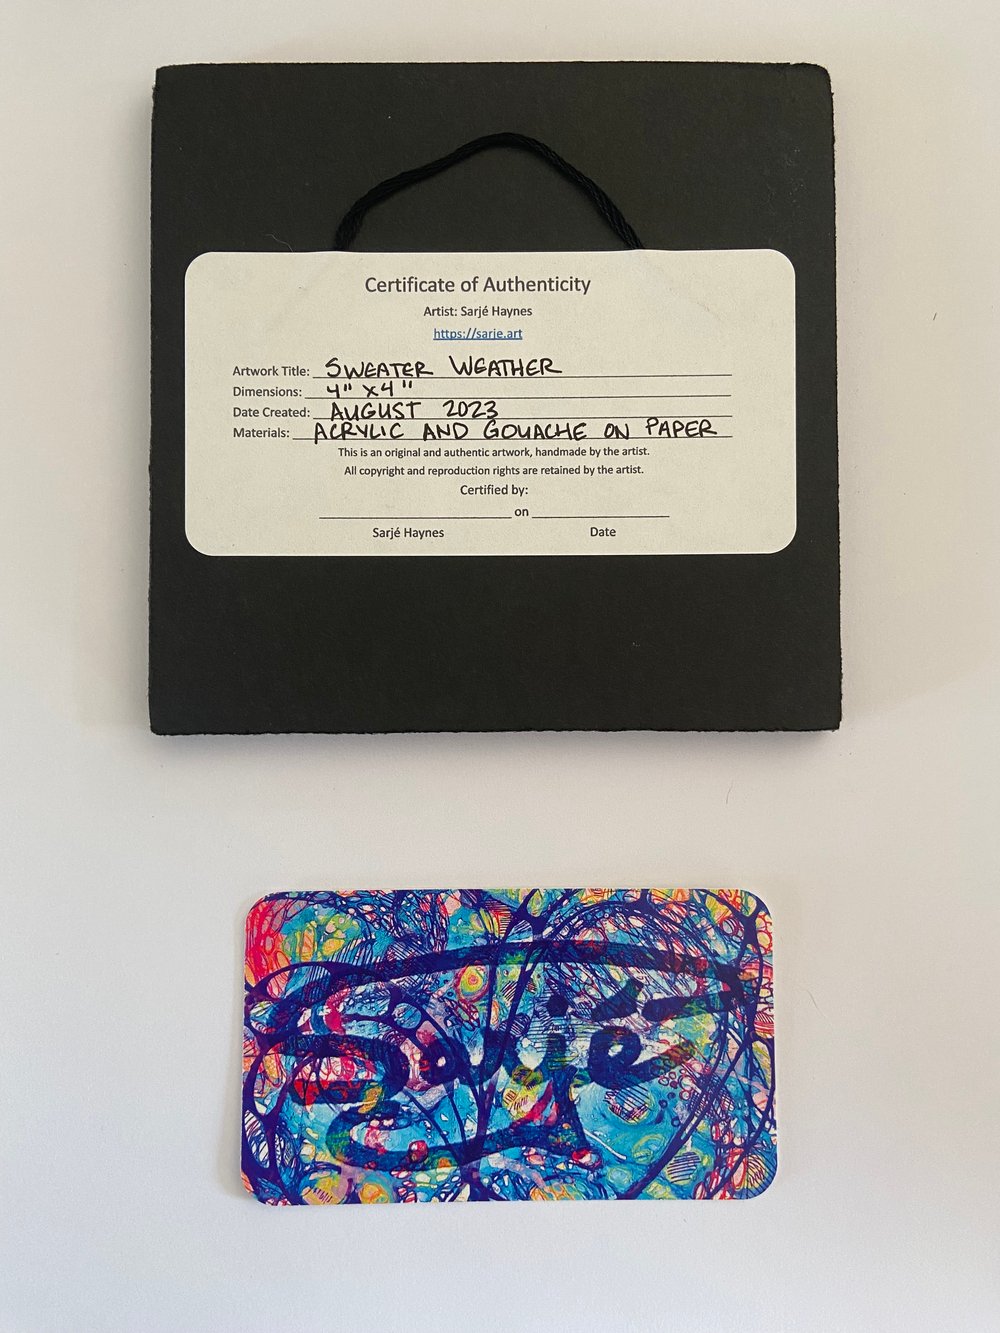 Certificate of Authenticity
Artist: Sarjé Haynes
https://sarje.art
Artwork Title: SWEATER WEATHER
Dimensions: 4" x 4"
Date Created: AUGUST 2023
Materials: ACRYLIC AND GOUACHE ON PAPER
This is an original and authentic artwork, handmade by the artist.
All copyright and reproduction rights are retained by the artist.
Certified by:
on
Sarjé Haynes Date
Sarjé